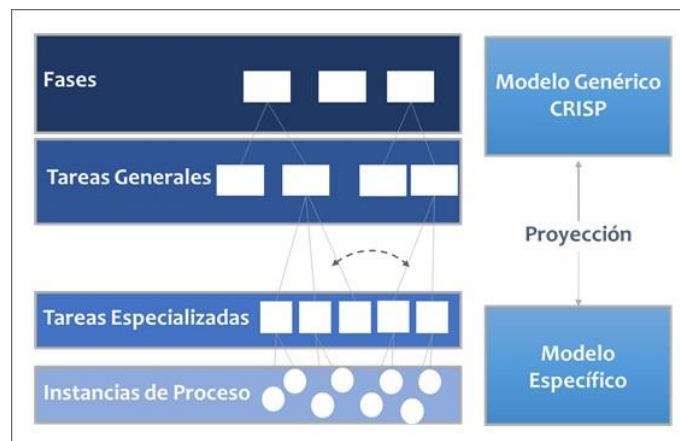 Fases
Tareas Generales
Tareas Especializadas
Instancias de Proceso
Modelo Genérico
CRISP
Proyección
Modelo
Específico